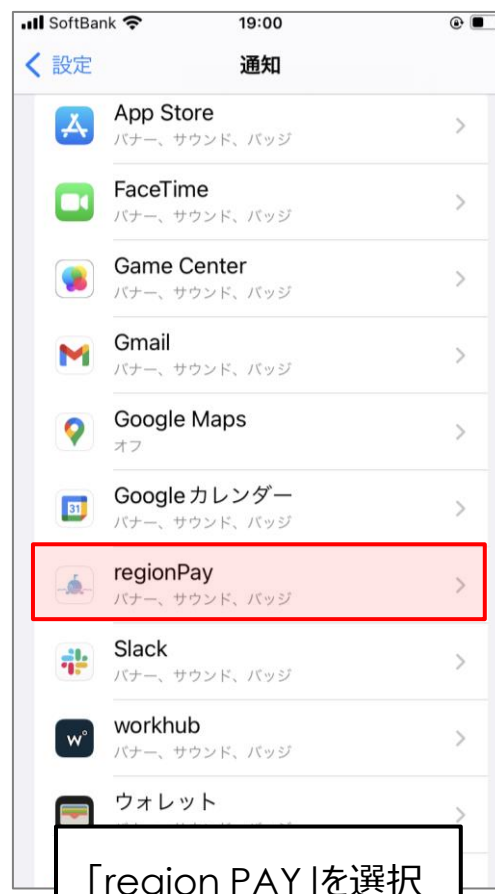 SoftBank 19:00
設定 通知
App Store
バナー、サウンド、バッジ
FaceTime
バナー、サウンド、バッジ
Game Center
バナー、サウンド、バッジ
Gmail
バナー、サウンド、バッジ
Google Maps
オフ
31
Googleカレンダー
バナー、サウンド、バッジ
regionPay
バナー、サウンド、バッジ
Slack
バナー、サウンド、バッジ
w°
workhub
バナー、サウンド、バッジ
ウォレット
「region PAY」を選択